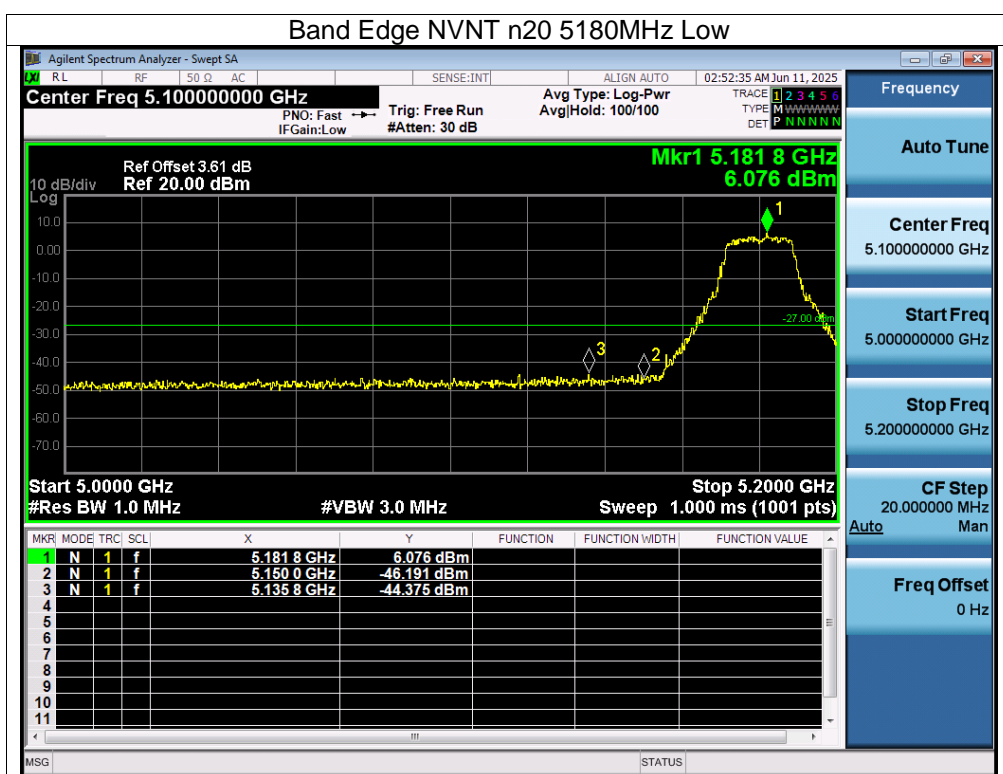 Band Edge NVNT n20 5180MHz Low
Agilent Spectrum Analyzer - Swept SA
LXI RL RF 50 Ω AC SENSE:INT ALIGN AUTO 02:52:35 AM Jun 11, 2025
Center Freq 5.100000000 GHz
PNO: Fast
IFGain:Low
Trig: Free Run
#Atten: 30 dB
Avg Type: Log-Pwr
Avg|Hold: 100/100
TRACE 1 2 3 4 5 6
TYPE M W W W W W
DET P N N N N N
Frequency
Auto Tune
Center Freq
5.100000000 GHz
Start Freq
5.000000000 GHz
Stop Freq
5.200000000 GHz
CF Step
20.000000 MHz
Auto Man
Freq Offset
0 Hz
Mkr1 5.181 8 GHz
6.076 dBm
Ref Offset 3.61 dB
10 dB/div Ref 20.00 dBm
Log
10.0
0.00
-10.0
-20.0
-30.0
-40.0
-50.0
-60.0
-70.0
1
-27.00 dBm
3
2
Start 5.0000 GHz Stop 5.2000 GHz
#Res BW 1.0 MHz #VBW 3.0 MHz Sweep 1.000 ms (1001 pts)
MKR MODE TRC SCL X Y FUNCTION FUNCTION WIDTH FUNCTION VALUE
1 N 1 f 5.181 8 GHz 6.076 dBm
2 N 1 f 5.150 0 GHz -46.191 dBm
3 N 1 f 5.135 8 GHz -44.375 dBm
4
5
6
7
8
9
10
11
MSG STATUS